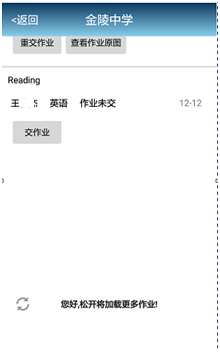 <返回 金陵中学
重交作业 查看作业原图
Reading
王 英语 作业未交 12-12
交作业
您好,松开将加载更多作业!